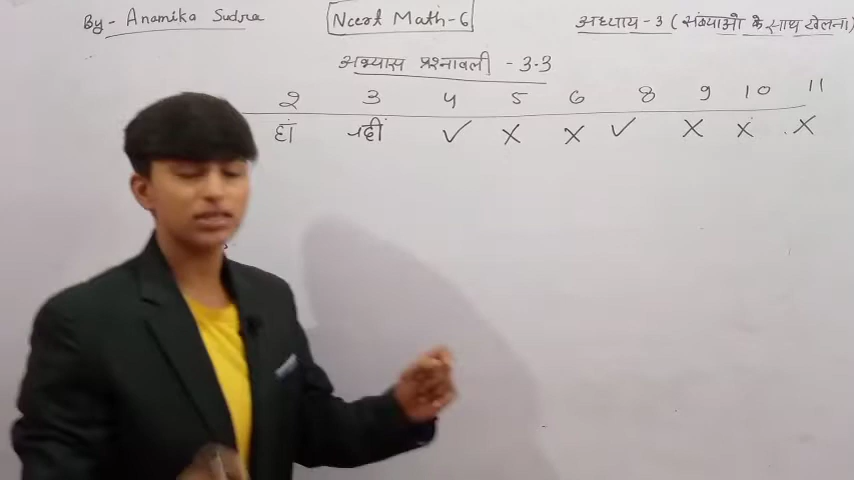 By- Anamika Sudra
Ncert Math-6
अध्याय-3 (संख्याओं के साथ खेलना)
अभ्यास प्रश्नावली - 3.3
2 3 4 5 6 8 9 10 11
हां नहीं ✓ X X ✓ X X X